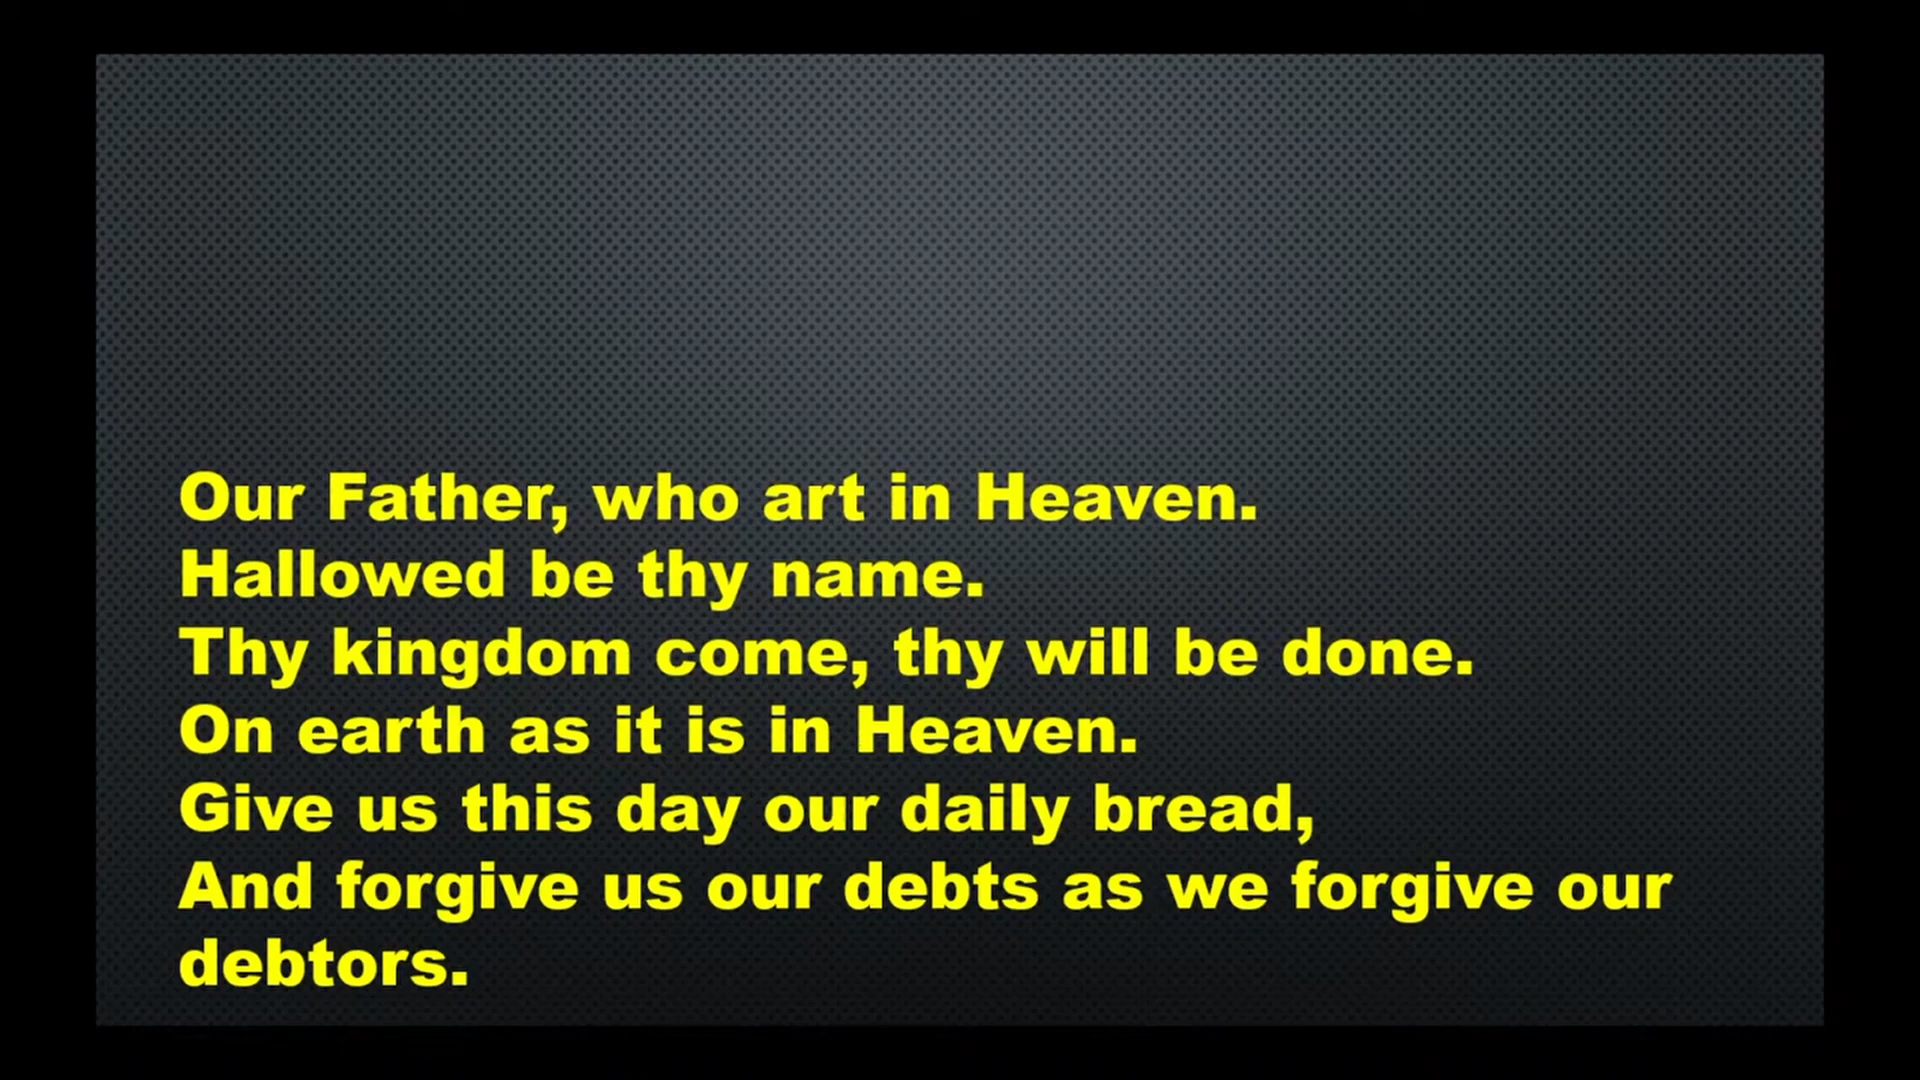 Our Father, who art in Heaven.
Hallowed be thy name.
Thy kingdom come, thy will be done.
On earth as it is in Heaven.
Give us this day our daily bread,
And forgive us our debts as we forgive our
debtors.